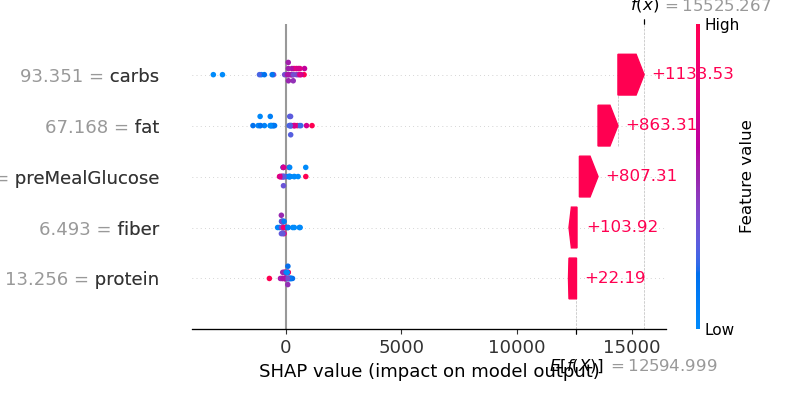 f(x) = 15525.267
High
93.351 = carbs
+1133.53
67.168 = fat
+863.31
= preMealGlucose
+807.31
6.493 = fiber
+103.92
13.256 = protein
+22.19
Feature value
Low
0 5000 10000 15000
SHAP value (impact on model output)
E[f(X)] = 12594.999